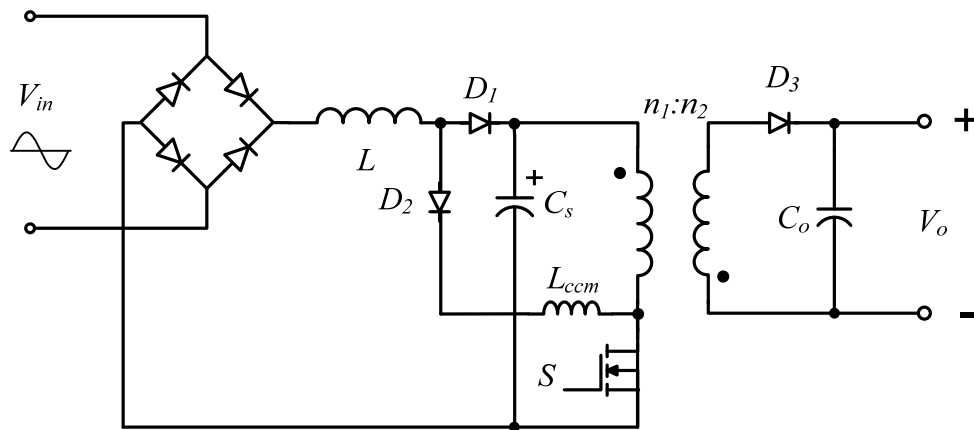 V_in
L
D_1
D_2
+
C_s
L_ccm
S
n_1:n_2
D_3
C_o
+
V_o
-